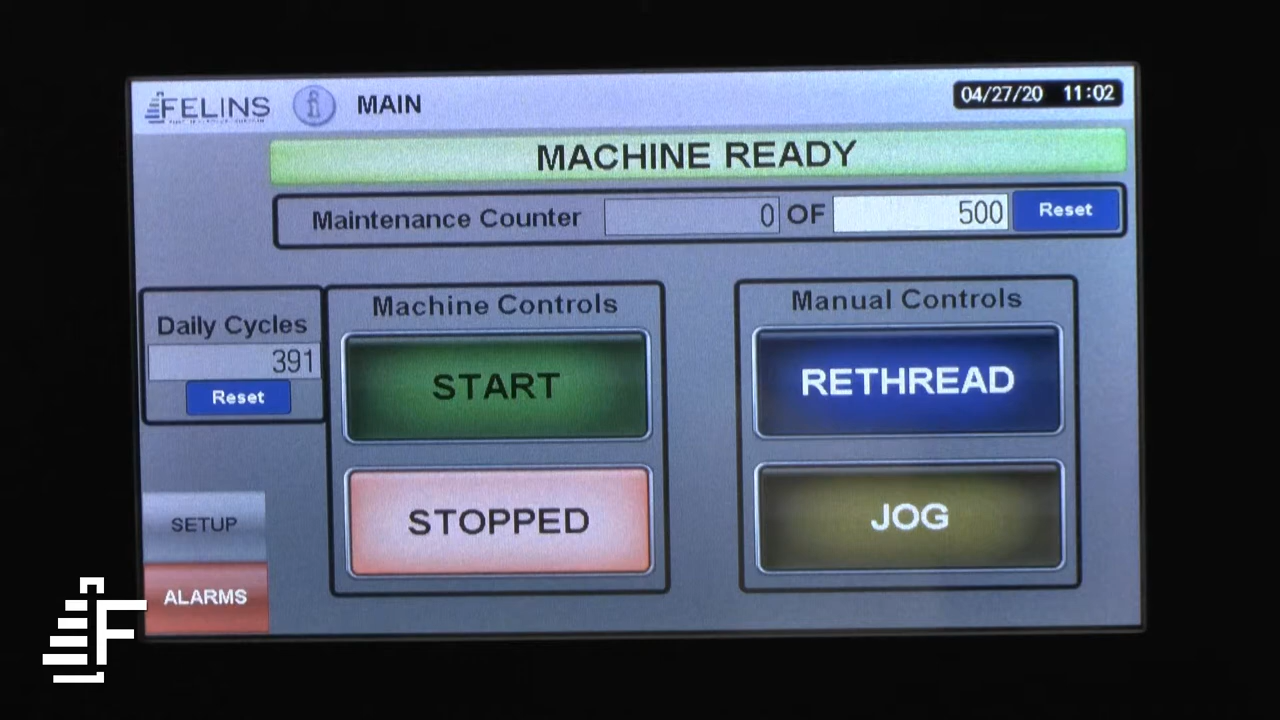 FELINS
i MAIN
04/27/20 11:02
MACHINE READY
Maintenance Counter 0 OF 500 Reset
Daily Cycles
391
Reset
Machine Controls
START
STOPPED
Manual Controls
RETHREAD
JOG
SETUP
ALARMS
F